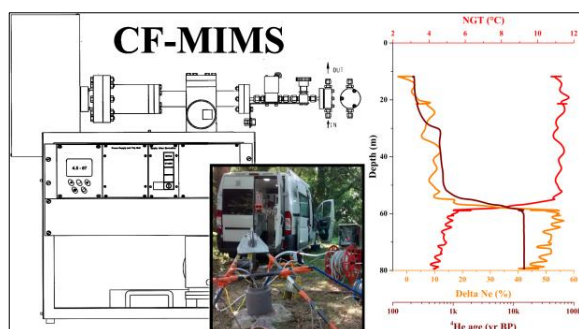 CF-MIMS
OUT
IN
NGT (°C)
2 4 6 8 10 12
0
20
40
60
80
Depth (m)
0 10 20 30 40 50 60
Delta Ne (%)
100 1k 10k 100k
⁴He age (yr BP)